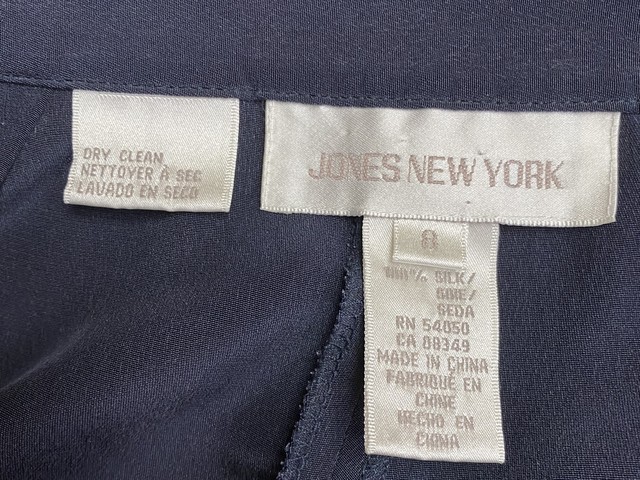 DRY CLEAN
NETTOYER À SEC
LAVADO EN SECO
JONES NEW YORK
8
100% SILK/
SOIE/
SEDA
RN 54050
CA 08349
MADE IN CHINA
FABRIQUÉ EN
CHINE
HECHO EN
CHINA